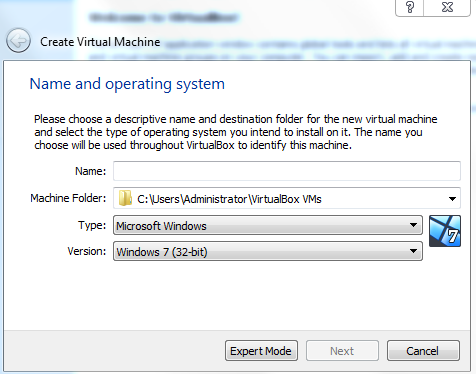 Welcome to VirtualBox!
?
Create Virtual Machine
Name and operating system
Please choose a descriptive name and destination folder for the new virtual machine
and select the type of operating system you intend to install on it. The name you
choose will be used throughout VirtualBox to identify this machine.
Name:
Machine Folder: C:\Users\Administrator\VirtualBox VMs
Type: Microsoft Windows
7
Version: Windows 7 (32-bit)
Expert Mode Next Cancel